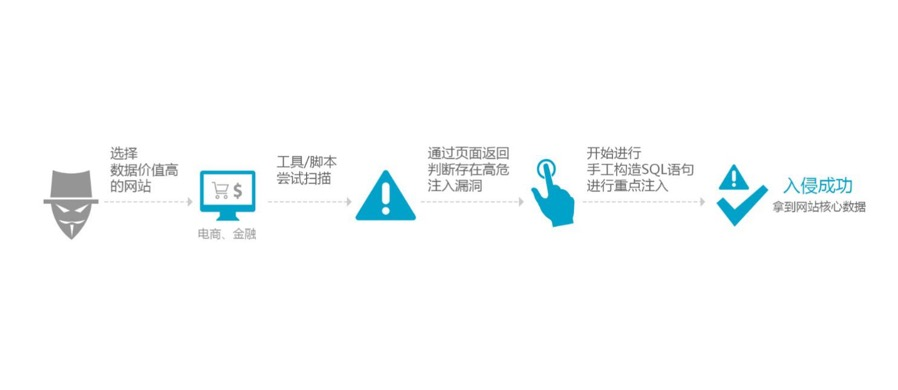 选择
数据价值高
的网站
$
电商、金融
工具/脚本
尝试扫描
通过页面返回
判断存在高危
注入漏洞
开始进行
手工构造SQL语句
进行重点注入
入侵成功
拿到网站核心数据